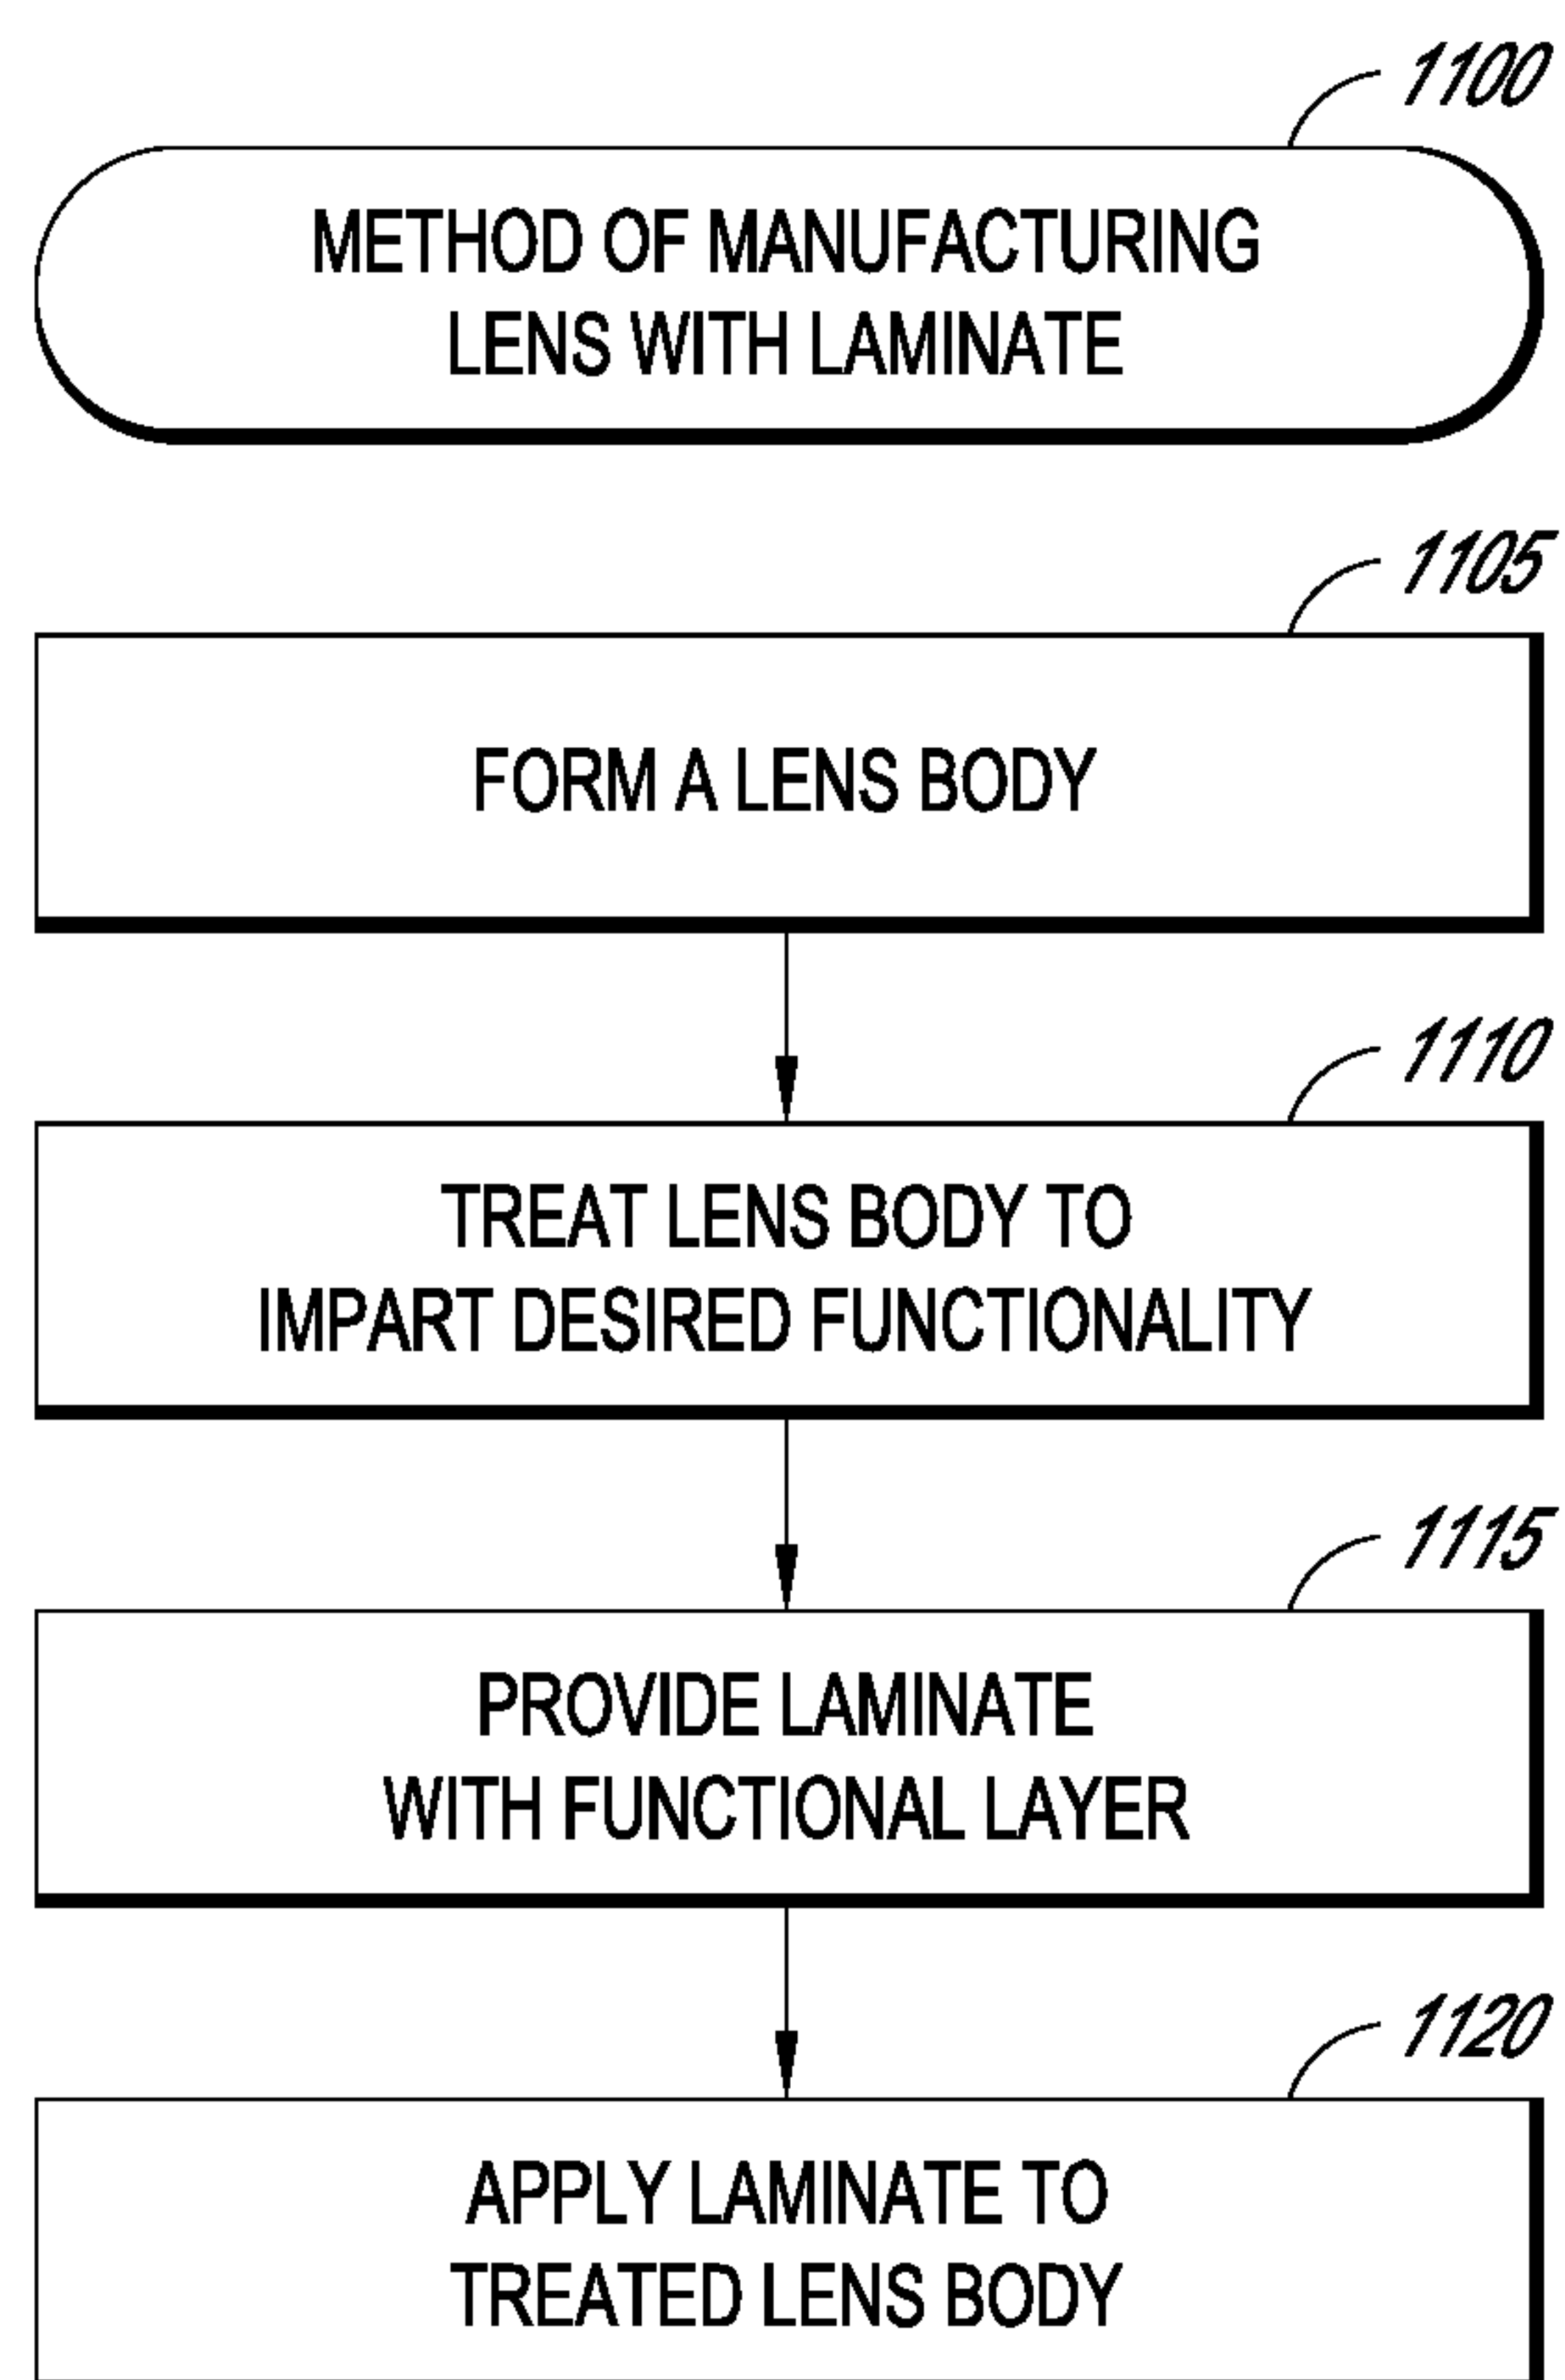 1100
METHOD OF MANUFACTURING
LENS WITH LAMINATE
1105
FORM A LENS BODY
1110
TREAT LENS BODY TO
IMPART DESIRED FUNCTIONALITY
1115
PROVIDE LAMINATE
WITH FUNCTIONAL LAYER
1120
APPLY LAMINATE TO
TREATED LENS BODY